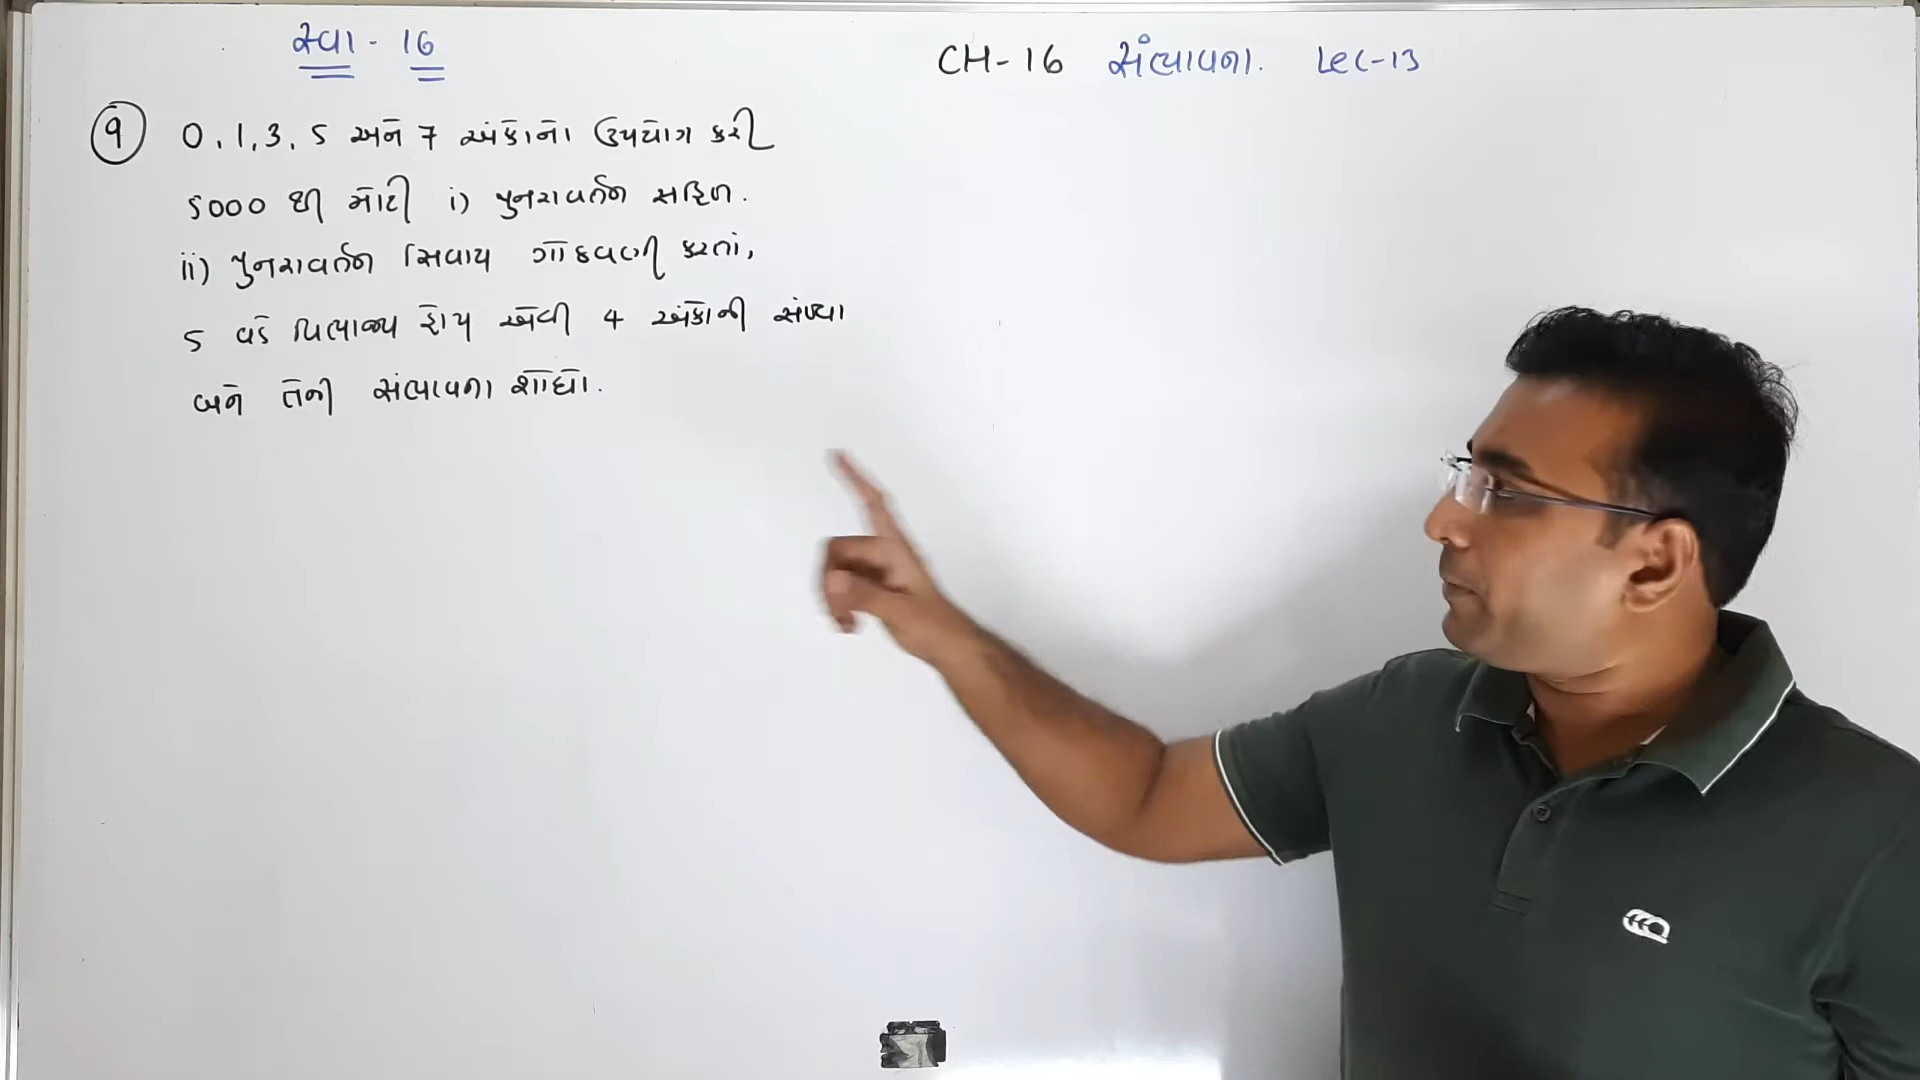 સ્વા - 16
CH-16 સંભાવના. Lec-13
9 0, 1, 3, 5 અને 7 અંકોનો ઉપયોગ કરી
5000 થી મોટી i) પુનરાવર્તન સહિત.
ii) પુનરાવર્તન સિવાય ગોઠવણી કરતાં,
5 વડે વિભાજ્ય હોય એવી 4 અંકોની સંખ્યા
બને તેની સંભાવના શોધો.